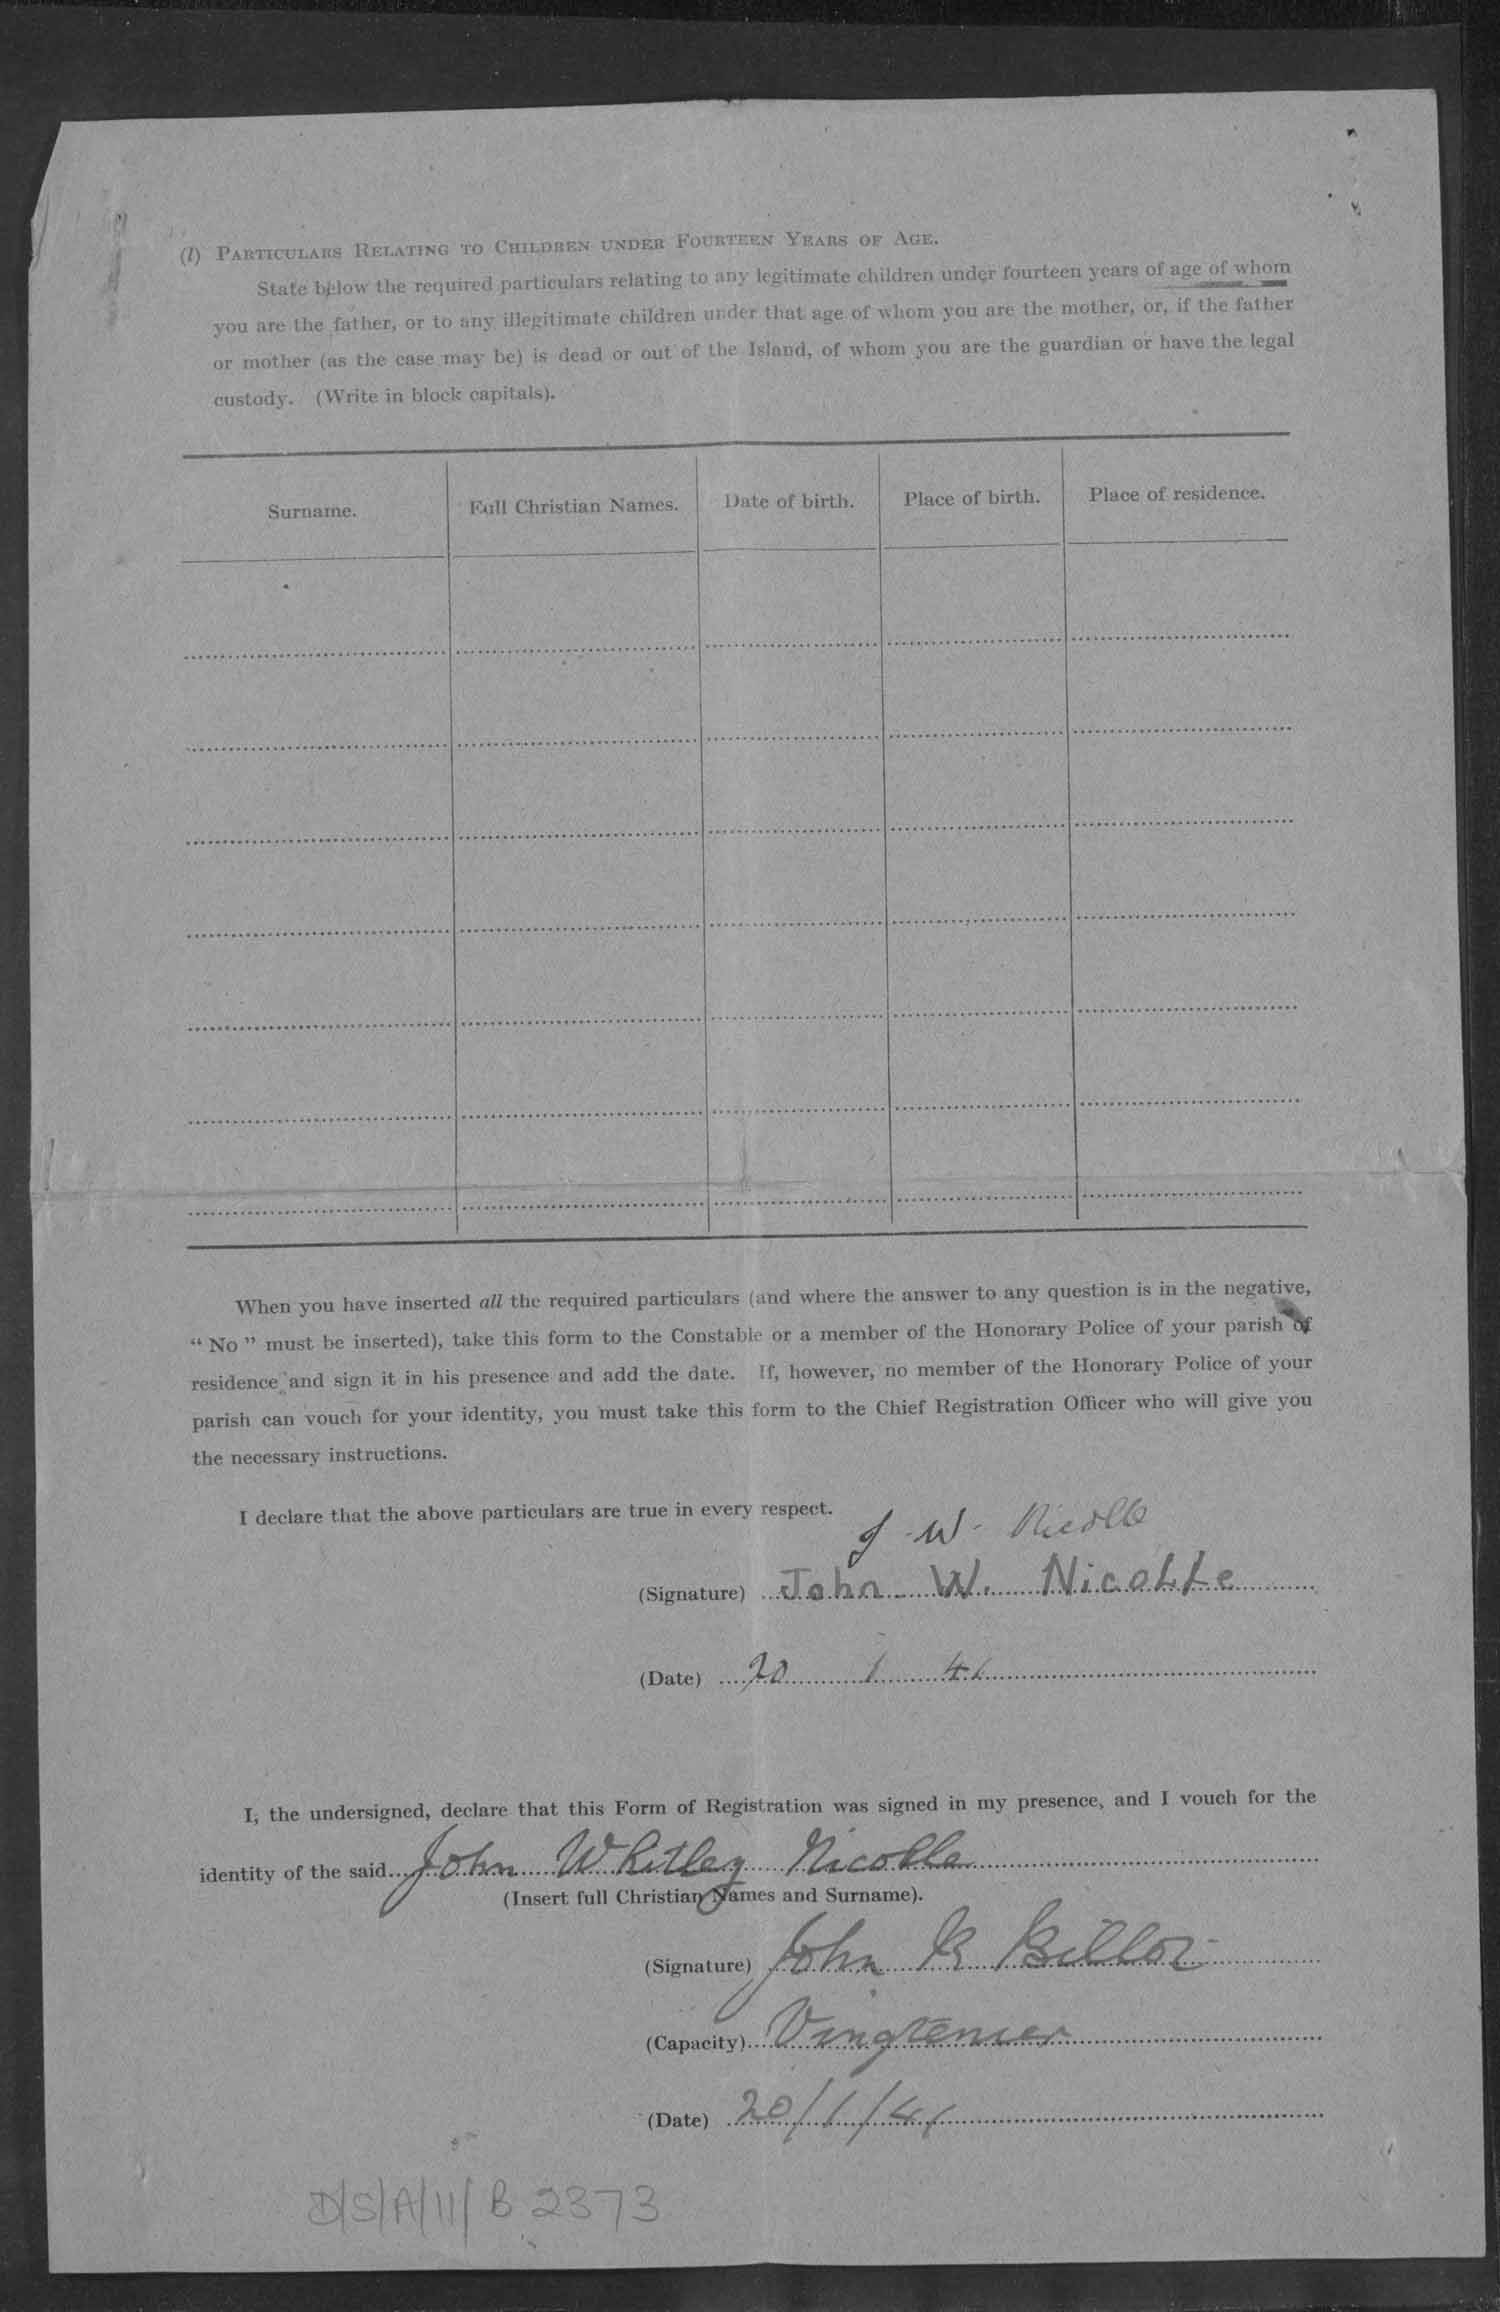 (l) PARTICULARS RELATING TO CHILDREN UNDER FOURTEEN YEARS OF AGE.
State below the required particulars relating to any legitimate children under fourteen years of age of whom
you are the father, or to any illegitimate children under that age of whom you are the mother, or, if the father
or mother (as the case may be) is dead or out of the Island, of whom you are the guardian or have the legal
custody. (Write in block capitals).
Surname. Full Christian Names. Date of birth. Place of birth. Place of residence.
When you have inserted all the required particulars (and where the answer to any question is in the negative,
“ No ” must be inserted), take this form to the Constable or a member of the Honorary Police of your parish of
residence and sign it in his presence and add the date. If, however, no member of the Honorary Police of your
parish can vouch for your identity, you must take this form to the Chief Registration Officer who will give you
the necessary instructions.
I declare that the above particulars are true in every respect.
J. W. Nicolle
(Signature) John W. Nicolle
(Date) 20 1 41
I, the undersigned, declare that this Form of Registration was signed in my presence, and I vouch for the
identity of the said John Whitley Nicolle
(Insert full Christian Names and Surname).
(Signature) John B Billot
(Capacity) Vingtenier
(Date) 20/1/41
D/S/A/11/B2373